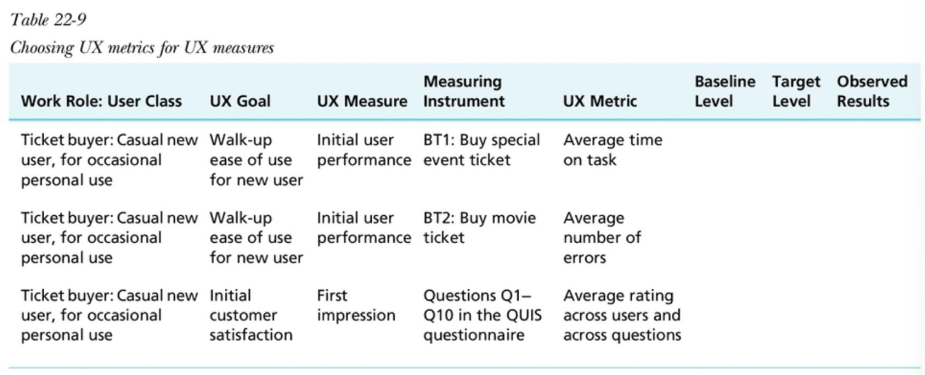 Table 22-9
Choosing UX metrics for UX measures
Work Role: User Class UX Goal UX Measure Measuring Instrument UX Metric Baseline Level Target Level Observed Results
Ticket buyer: Casual new user, for occasional personal use Walk-up ease of use for new user Initial user performance BT1: Buy special event ticket Average time on task
Ticket buyer: Casual new user, for occasional personal use Walk-up ease of use for new user Initial user performance BT2: Buy movie ticket Average number of errors
Ticket buyer: Casual new user, for occasional personal use Initial customer satisfaction First impression Questions Q1–Q10 in the QUIS questionnaire Average rating across users and across questions